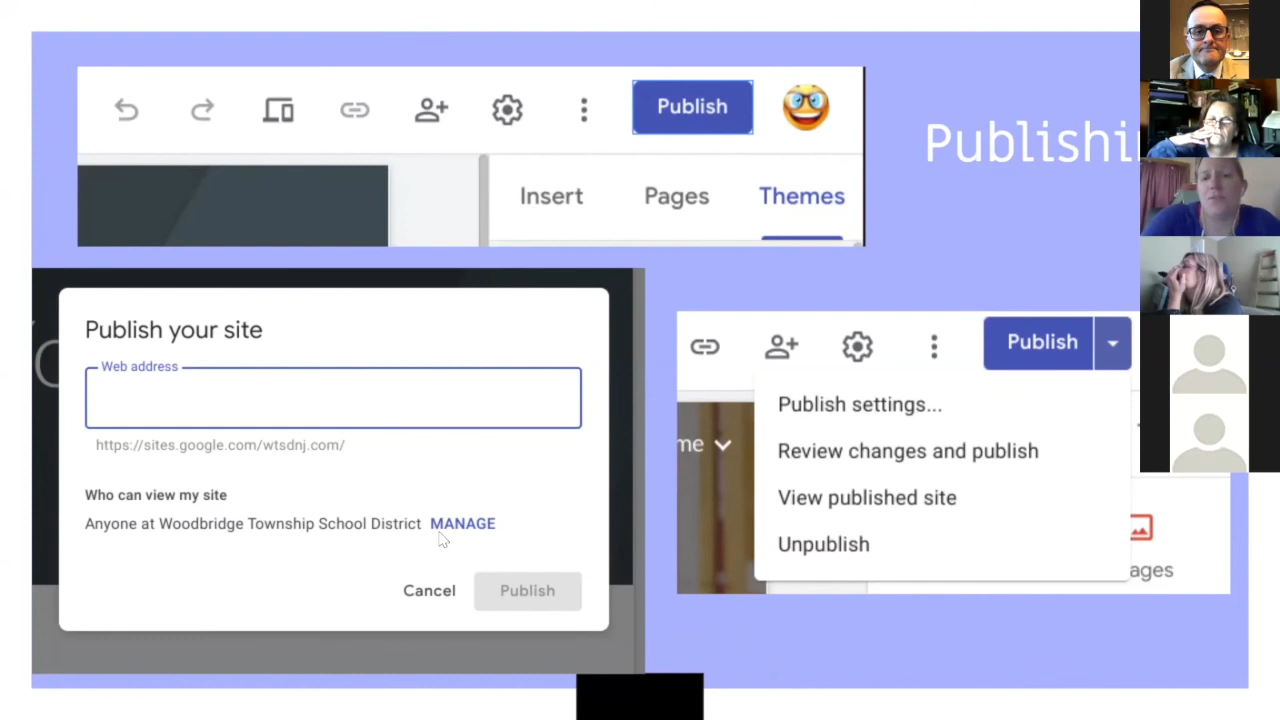 Publish
Publishi
Insert Pages Themes
Publish your site
Web address
https://sites.google.com/wtsdnj.com/
Who can view my site
Anyone at Woodbridge Township School District MANAGE
Cancel Publish
Publish
Publish settings...
me
Review changes and publish
View published site
Unpublish
ages